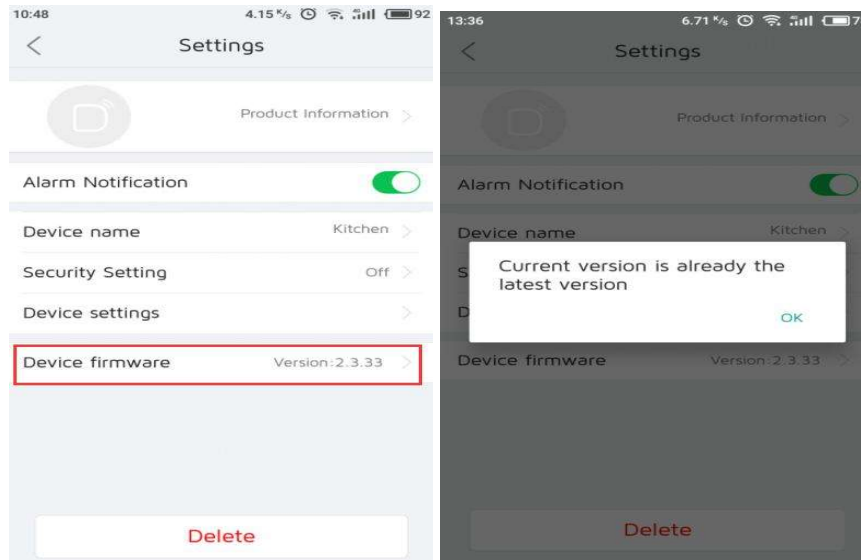 10:48 4.15 K/s 92
Settings
Product Information
Alarm Notification
Device name Kitchen
Security Setting Off
Device settings
Device firmware Version:2.3.33
Delete
13:36 6.71 K/s 7
Settings
Product Information
Alarm Notification
Device name Kitchen
S
Current version is already the
latest version
D
OK
Device firmware Version:2.3.33
Delete